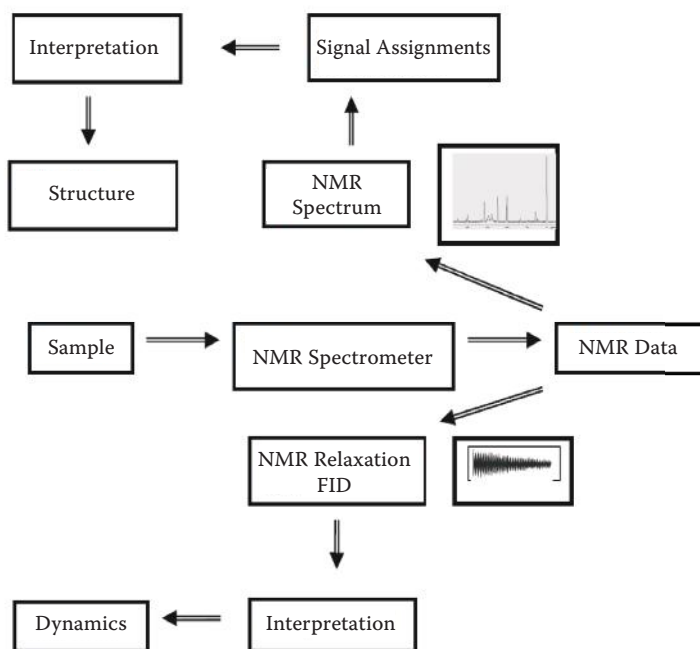 Interpretation
Signal Assignments
Structure
NMR
Spectrum
Sample
NMR Spectrometer
NMR Data
NMR Relaxation
FID
Dynamics
Interpretation